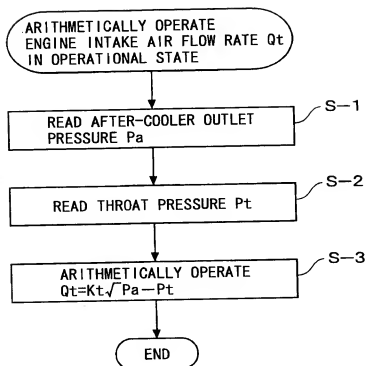 ARITHMETICALLY OPERATE
ENGINE INTAKE AIR FLOW RATE Qt
IN OPERATIONAL STATE
S-1
READ AFTER-COOLER OUTLET
PRESSURE Pa
S-2
READ THROAT PRESSURE Pt
S-3
ARITHMETICALLY OPERATE
Qt=Kt√Pa-Pt
END